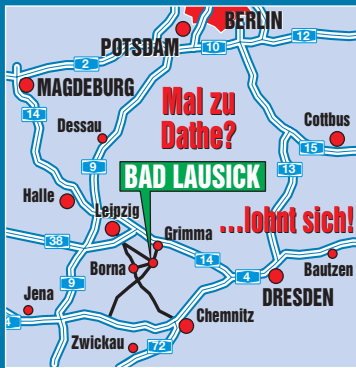 BERLIN
POTSDAM
10
12
2
MAGDEBURG
14
Mal zu
Dathe?
Dessau
Cottbus
15
9
13
BAD LAUSICK
Halle
Leipzig
...lohnt sich!
Grimma
38
14
Borna
Bautzen
9
4
Jena
DRESDEN
4
Chemnitz
Zwickau
72